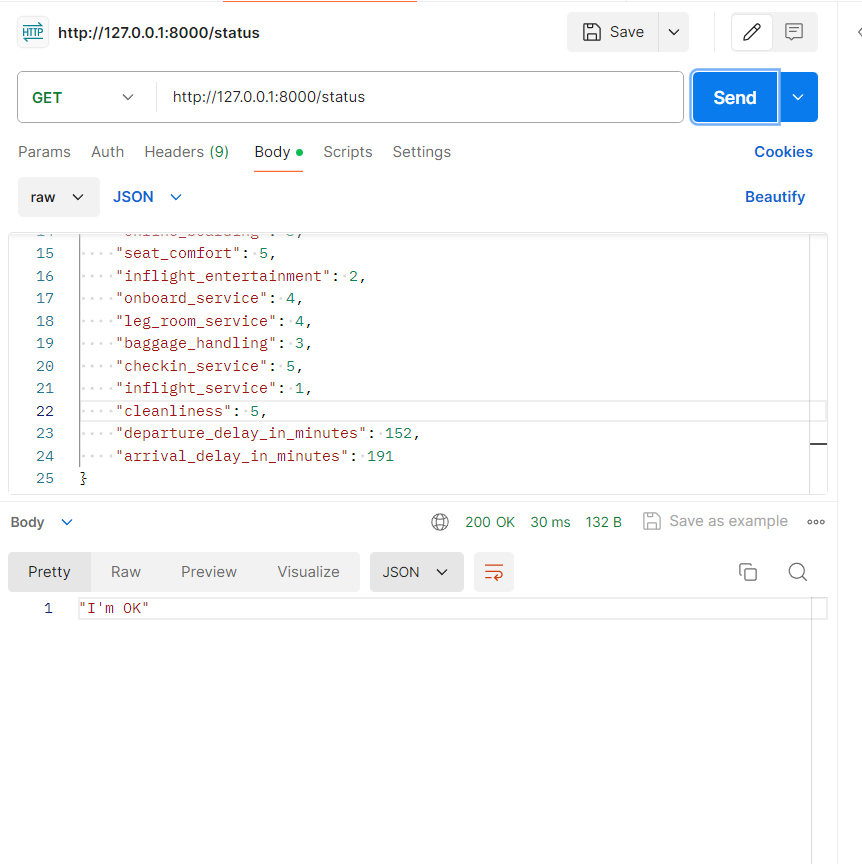 HTTP http://127.0.0.1:8000/status Save
GET http://127.0.0.1:8000/status Send
Params Auth Headers (9) Body Scripts Settings Cookies
raw JSON Beautify
15 "seat_comfort": 5,
16 "inflight_entertainment": 2,
17 "onboard_service": 4,
18 "leg_room_service": 4,
19 "baggage_handling": 3,
20 "checkin_service": 5,
21 "inflight_service": 1,
22 "cleanliness": 5,
23 "departure_delay_in_minutes": 152,
24 "arrival_delay_in_minutes": 191
25 }
Body 200 OK 30 ms 132 B Save as example
Pretty Raw Preview Visualize JSON
1 "I'm OK"